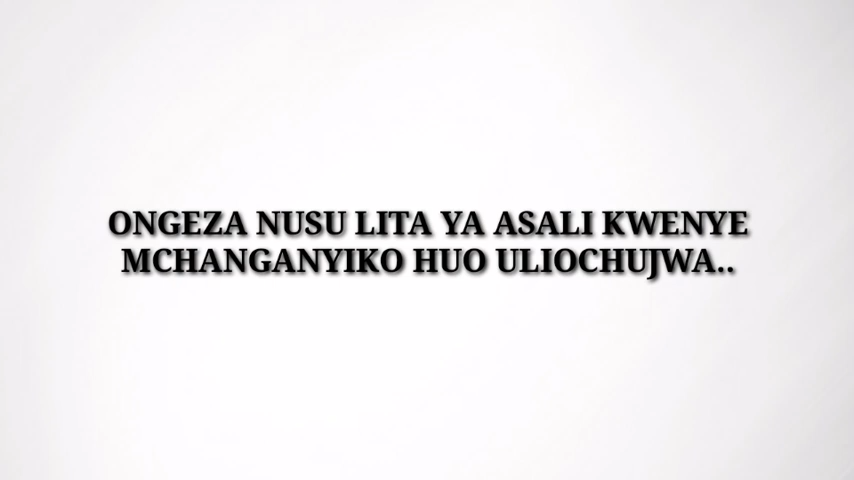 ONGEZA NUSU LITA YA ASALI KWENYE
MCHANGANYIKO HUO ULIOCHUJWA..